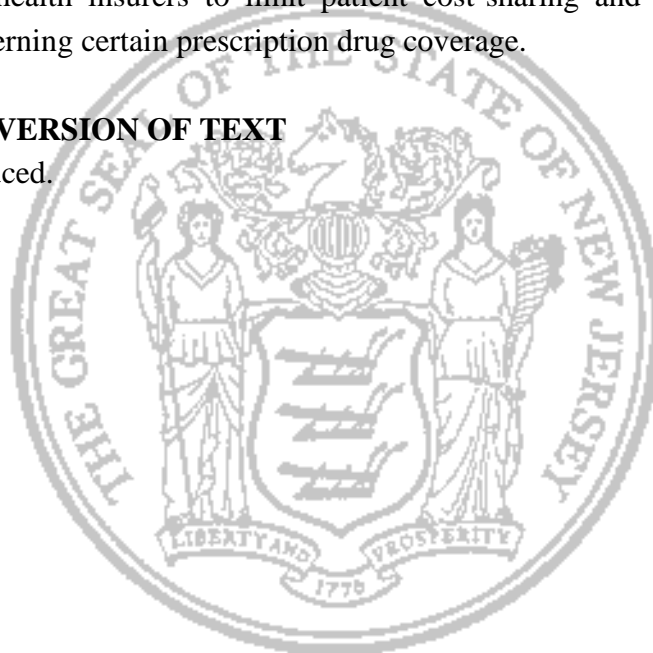 health insurers to limit patient cost-sharing and
erning certain prescription drug coverage.
VERSION OF TEXT
uced.
THE GREAT SEAL OF THE STATE OF NEW JERSEY
LIBERTY AND PROSPERITY
1776